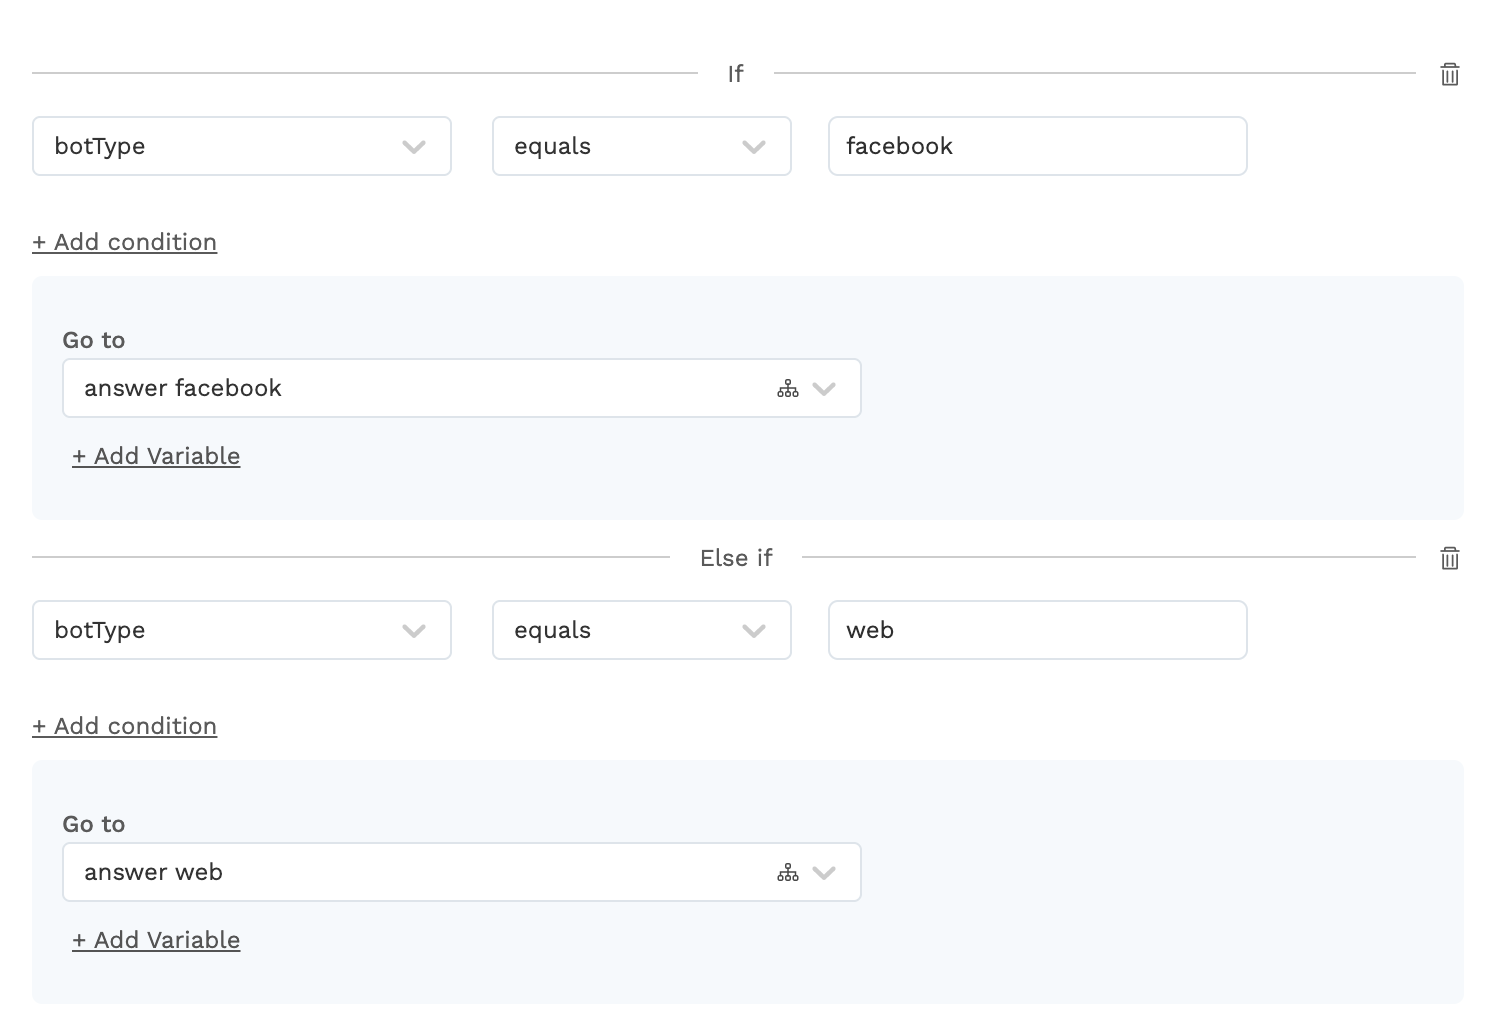 If
botType equals facebook
+ Add condition
Go to
answer facebook
+ Add Variable
Else if
botType equals web
+ Add condition
Go to
answer web
+ Add Variable